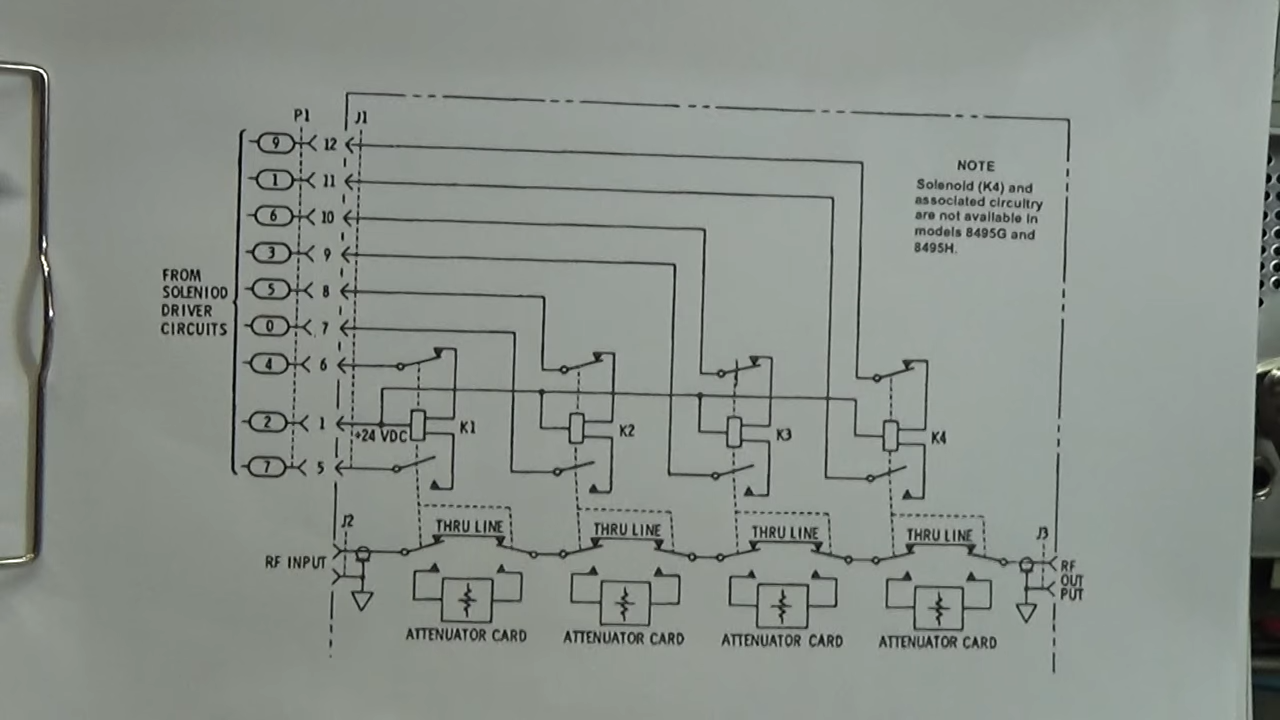 P1
J1
9 12
1 11
6 10
3 9
5 8
0 7
4 6
2 1
7 5
FROM
SOLENIOD
DRIVER
CIRCUITS
NOTE
Solenoid (K4) and
associated circuitry
are not available in
models 8495G and
8495H.
+24 VDC
K1
K2
K3
K4
J2
RF INPUT
THRU LINE
THRU LINE
THRU LINE
THRU LINE
J3
RF
OUT
PUT
ATTENUATOR CARD
ATTENUATOR CARD
ATTENUATOR CARD
ATTENUATOR CARD